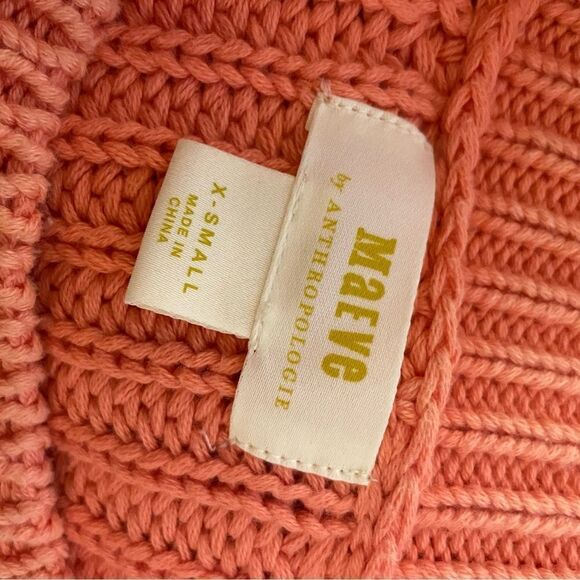 MaEVe
by ANTHROPOLOGIE
X-SMALL
MADE IN
CHINA